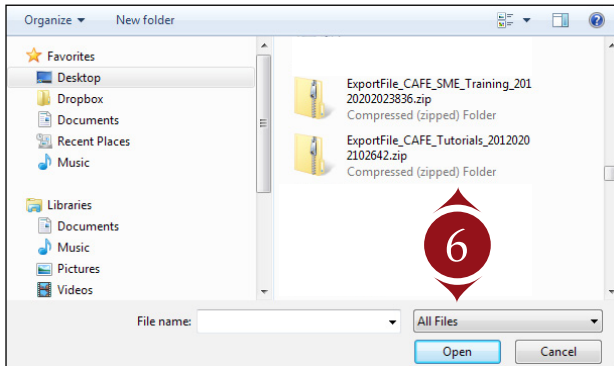 Organize New folder
Favorites
Desktop
Dropbox
Documents
Recent Places
Music
Libraries
Documents
Music
Pictures
Videos
ExportFile_CAFE_SME_Training_201
20202023836.zip
Compressed (zipped) Folder
ExportFile_CAFE_Tutorials_2012020
2102642.zip
Compressed (zipped) Folder
6
File name:
All Files
Open
Cancel